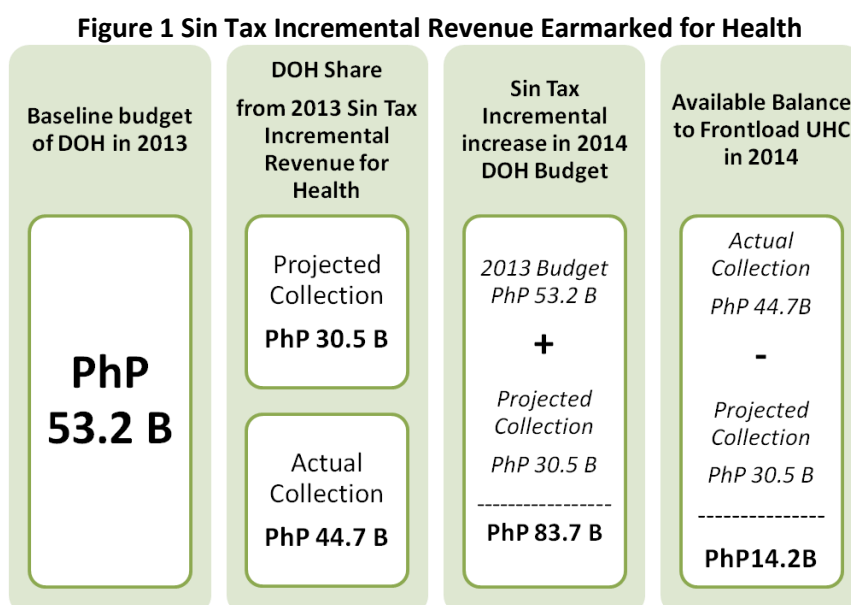 Figure 1 Sin Tax Incremental Revenue Earmarked for Health
Baseline budget
of DOH in 2013
PhP
53.2 B
DOH Share
from 2013 Sin Tax
Incremental
Revenue for
Health
Projected
Collection
PhP 30.5 B
Actual
Collection
PhP 44.7 B
Sin Tax
Incremental
increase in 2014
DOH Budget
2013 Budget
PhP 53.2 B
+
Projected
Collection
PhP 30.5 B
-----------------
PhP 83.7 B
Available Balance
to Frontload UHC
in 2014
Actual
Collection
PhP 44.7B
-
Projected
Collection
PhP 30.5 B
----------------
PhP14.2B